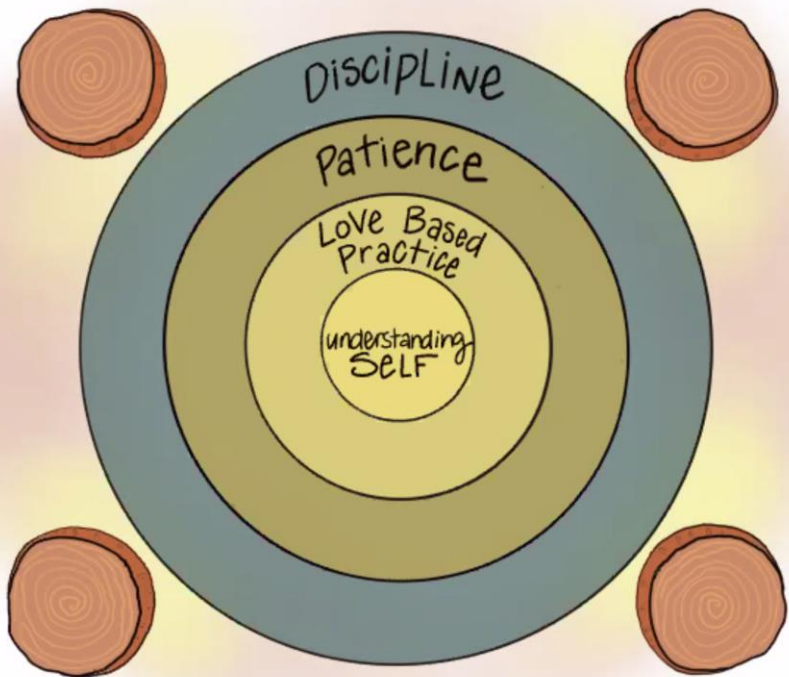 DISCIPLINE
Patience
Love Based
Practice
understanding
SeLF